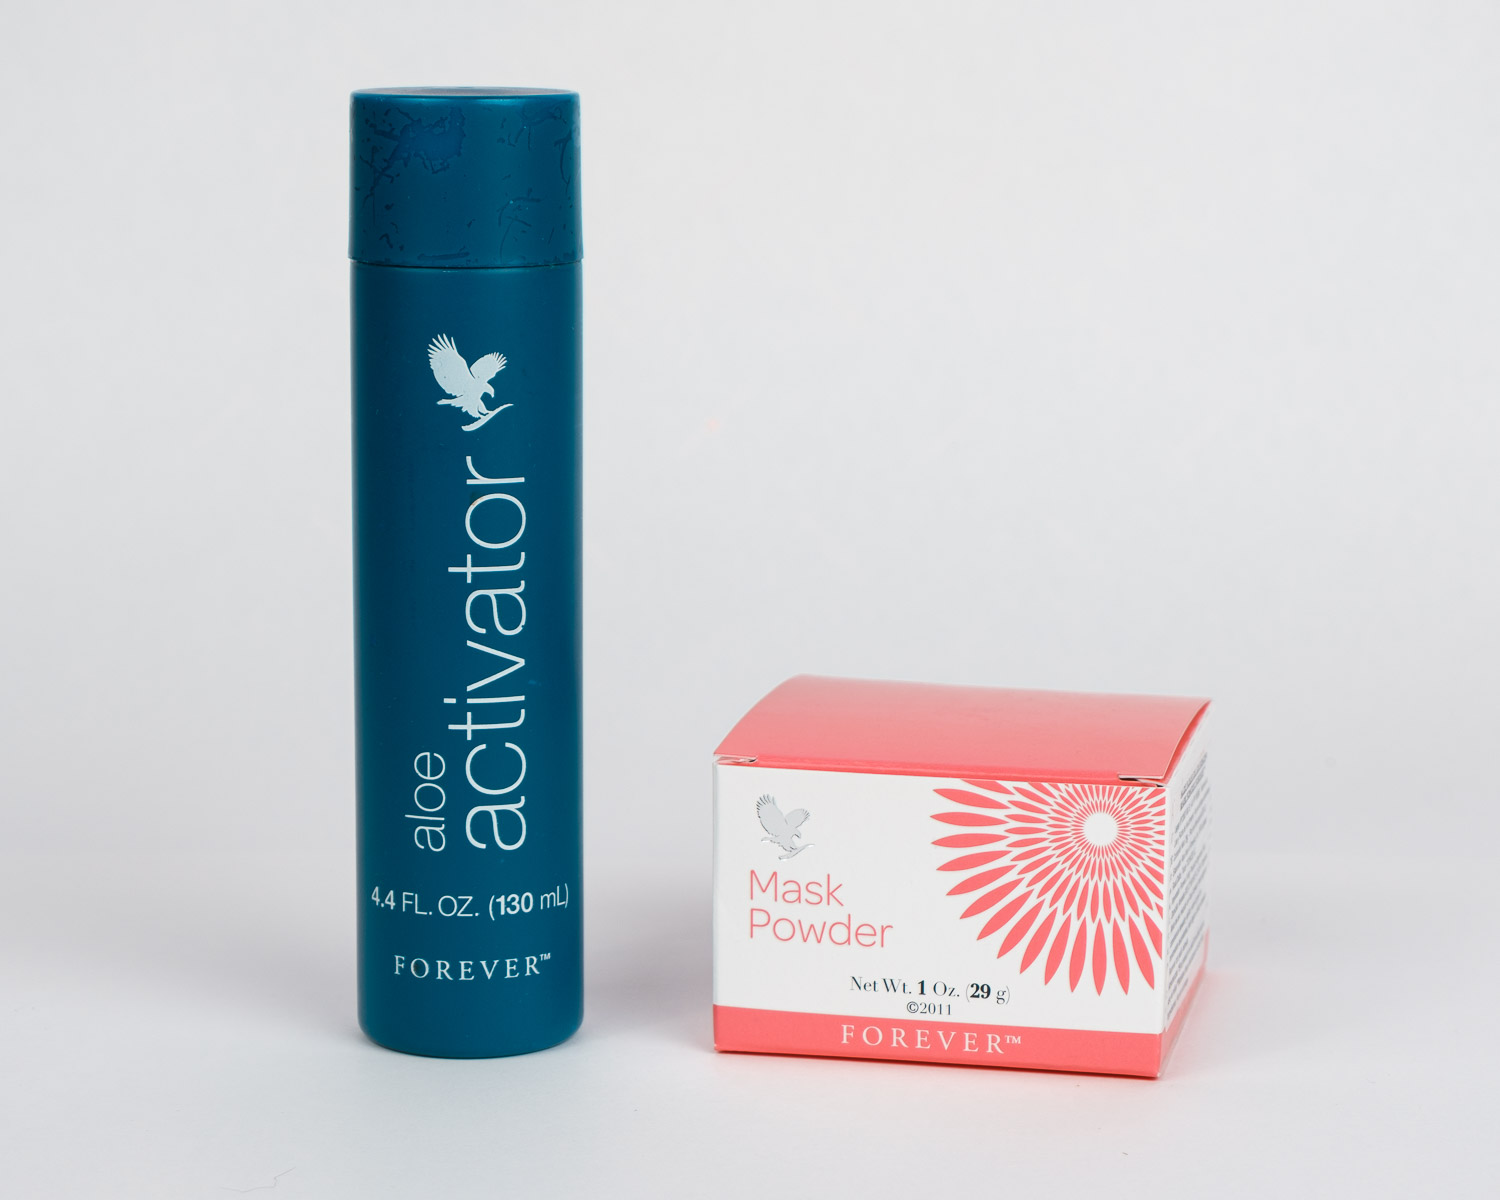 aloe
activator
4.4 FL. OZ. (130 mL)
FOREVER™
Mask
Powder
Net Wt. 1 Oz. (29 g)
©2011
FOREVER™